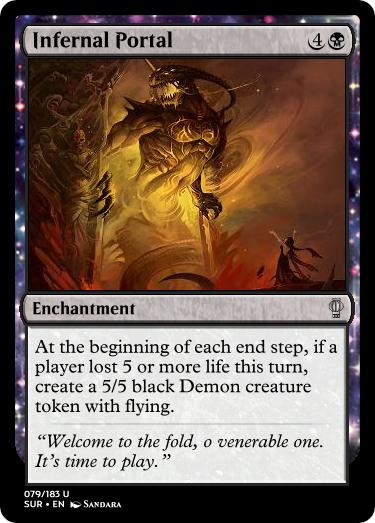 Infernal Portal 4
Enchantment
At the beginning of each end step, if a
player lost 5 or more life this turn,
create a 5/5 black Demon creature
token with flying.
“Welcome to the fold, o venerable one.
It’s time to play.”
079/183 U
SUR • EN Sandara